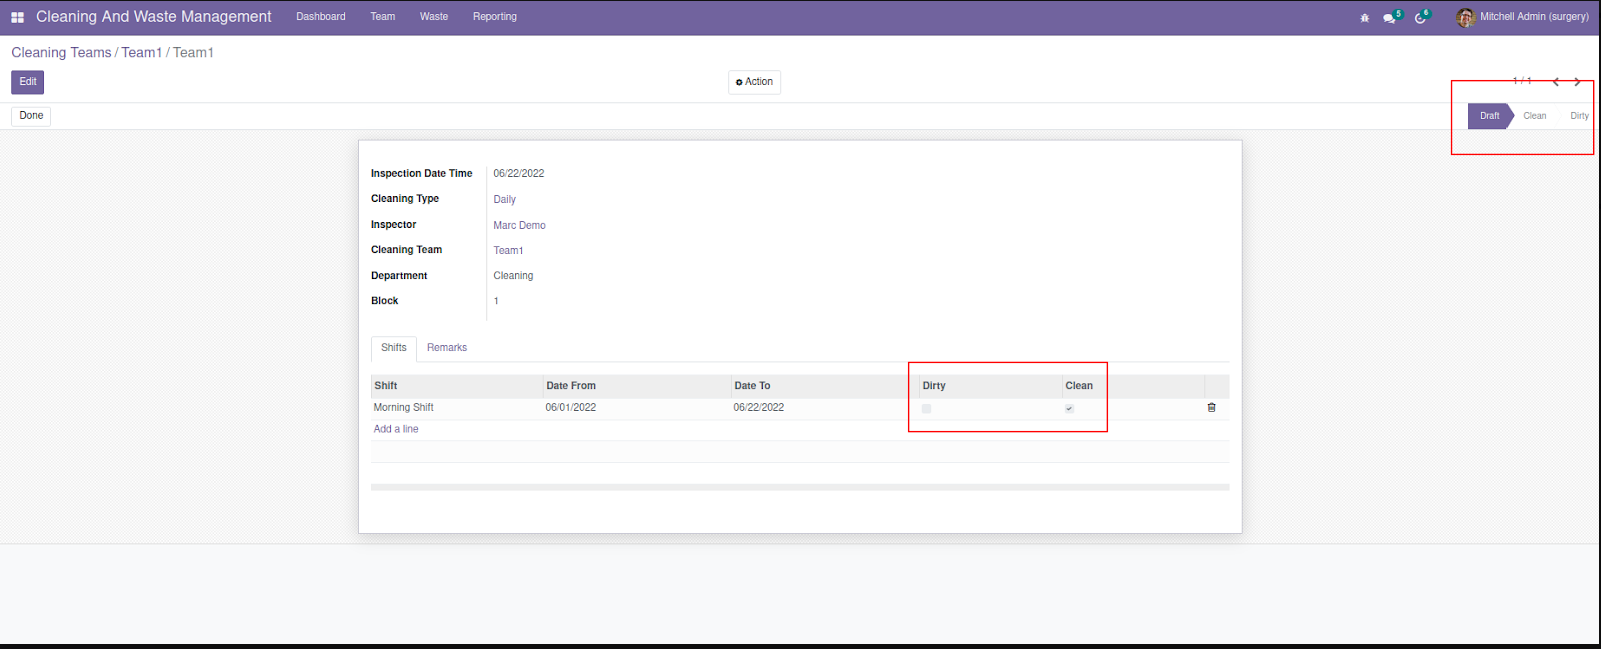 Cleaning And Waste Management Dashboard Team Waste Reporting 5 6 Mitchell Admin (surgery)
Cleaning Teams / Team1 / Team1
Edit Action 1 / 1
Done Draft Clean Dirty
Inspection Date Time 06/22/2022
Cleaning Type Daily
Inspector Marc Demo
Cleaning Team Team1
Department Cleaning
Block 1
Shifts Remarks
Shift Date From Date To Dirty Clean
Morning Shift 06/01/2022 06/22/2022
Add a line